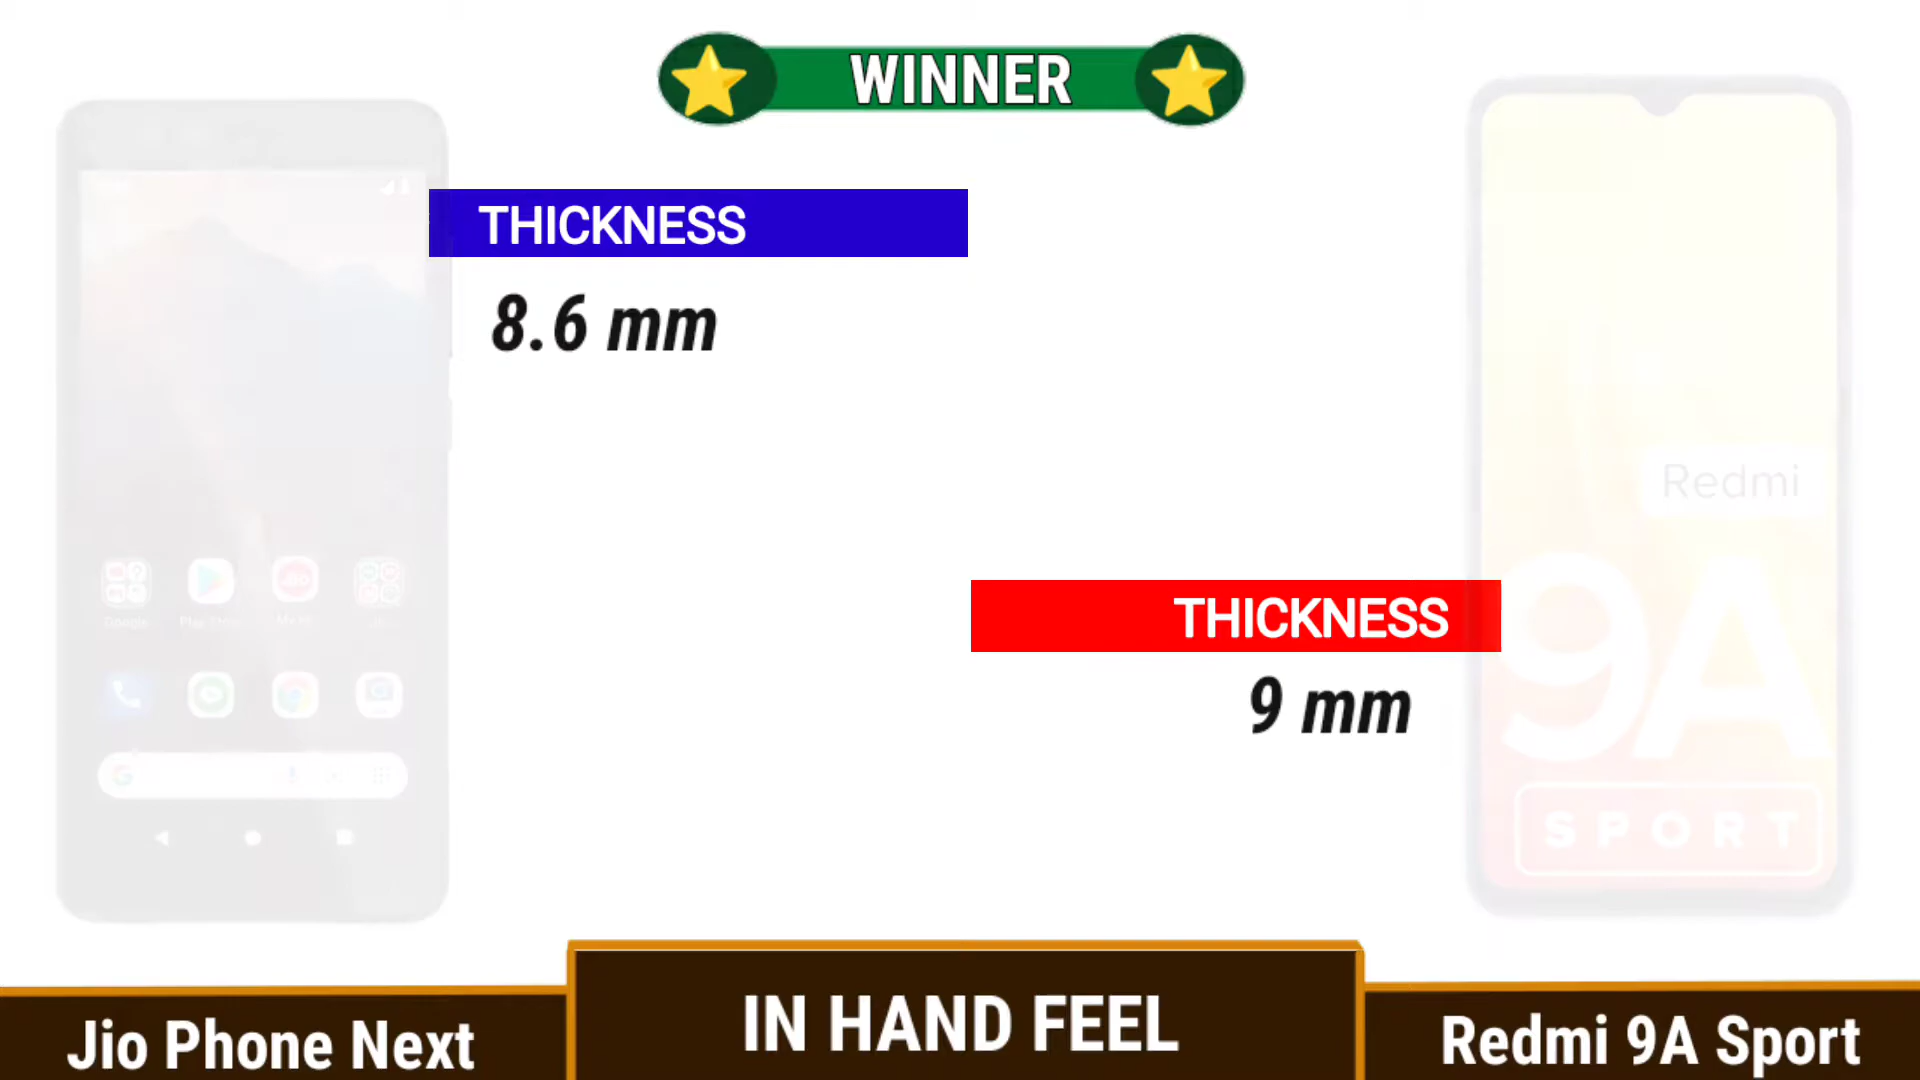 WINNER
THICKNESS
8.6 mm
Redmi
THICKNESS
9A
9 mm
SPORT
Google
IN HAND FEEL
Jio Phone Next
Redmi 9A Sport